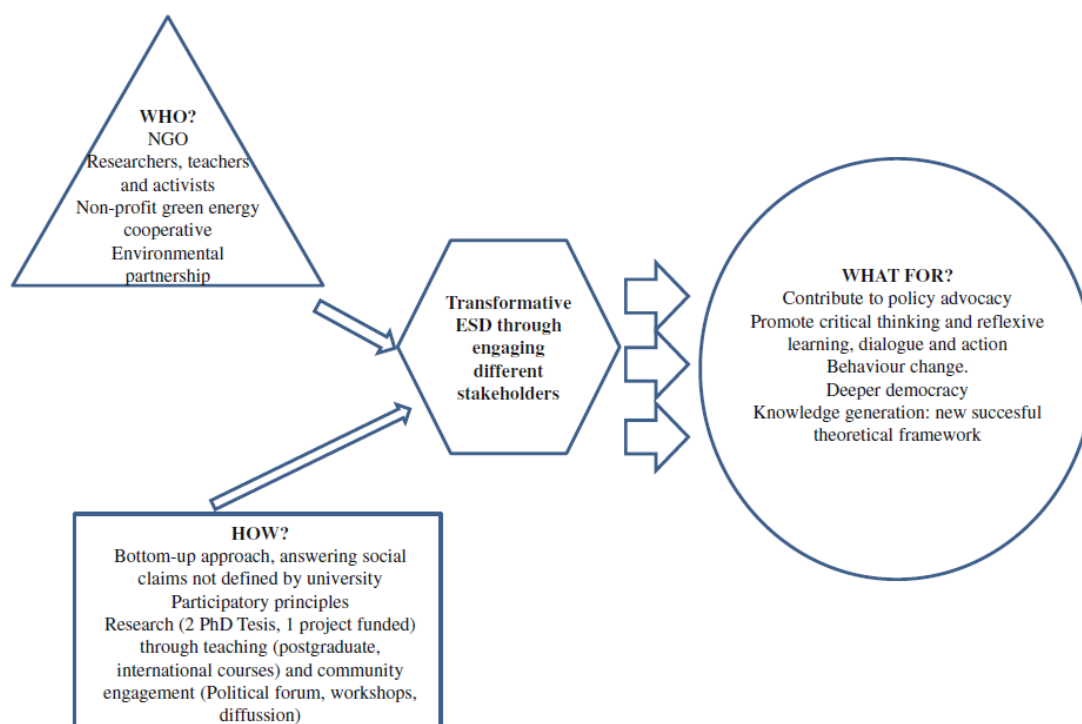 WHO?
NGO
Researchers, teachers
and activists
Non-profit green energy
cooperative
Environmental
partnership
HOW?
Bottom-up approach, answering social
claims not defined by university
Participatory principles
Research (2 PhD Tesis, 1 project funded)
through teaching (postgraduate,
international courses) and community
engagement (Political forum, workshops,
diffussion)
Transformative
ESD through
engaging
different
stakeholders
WHAT FOR?
Contribute to policy advocacy
Promote critical thinking and reflexive
learning, dialogue and action
Behaviour change.
Deeper democracy
Knowledge generation: new succesful
theoretical framework